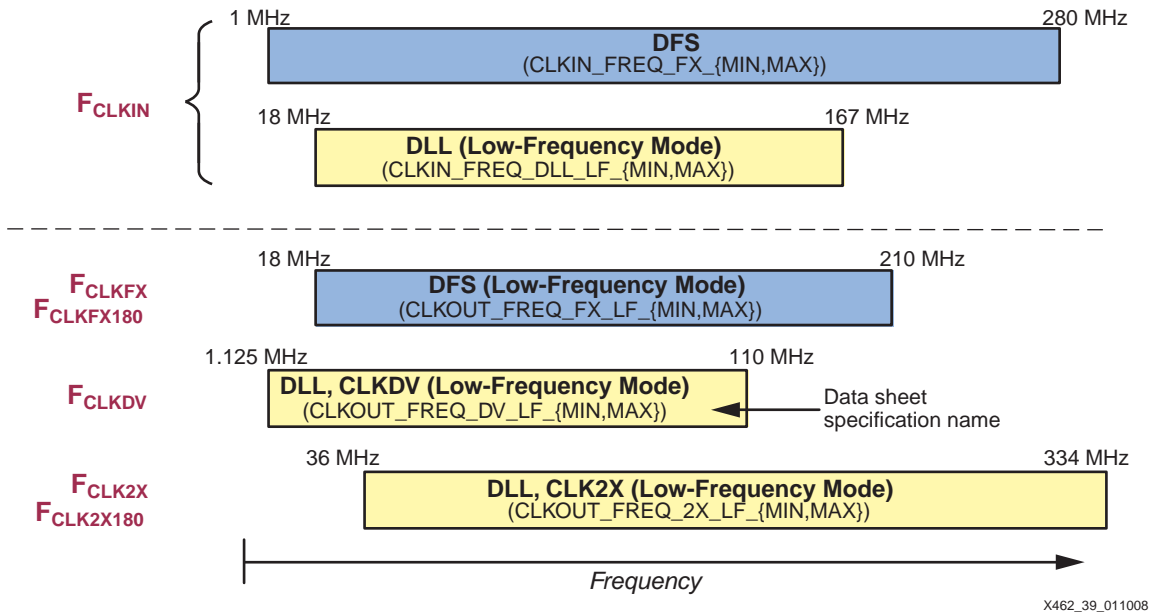 1 MHz 280 MHz
DFS
(CLKIN_FREQ_FX_{MIN,MAX})
FCLKIN
18 MHz 167 MHz
DLL (Low-Frequency Mode)
(CLKIN_FREQ_DLL_LF_{MIN,MAX})
18 MHz 210 MHz
FCLKFX
FCLKFX180
DFS (Low-Frequency Mode)
(CLKOUT_FREQ_FX_LF_{MIN,MAX})
1.125 MHz 110 MHz
FCLKDV
DLL, CLKDV (Low-Frequency Mode)
(CLKOUT_FREQ_DV_LF_{MIN,MAX})
Data sheet
specification name
36 MHz 334 MHz
FCLK2X
FCLK2X180
DLL, CLK2X (Low-Frequency Mode)
(CLKOUT_FREQ_2X_LF_{MIN,MAX})
Frequency
X462_39_011008